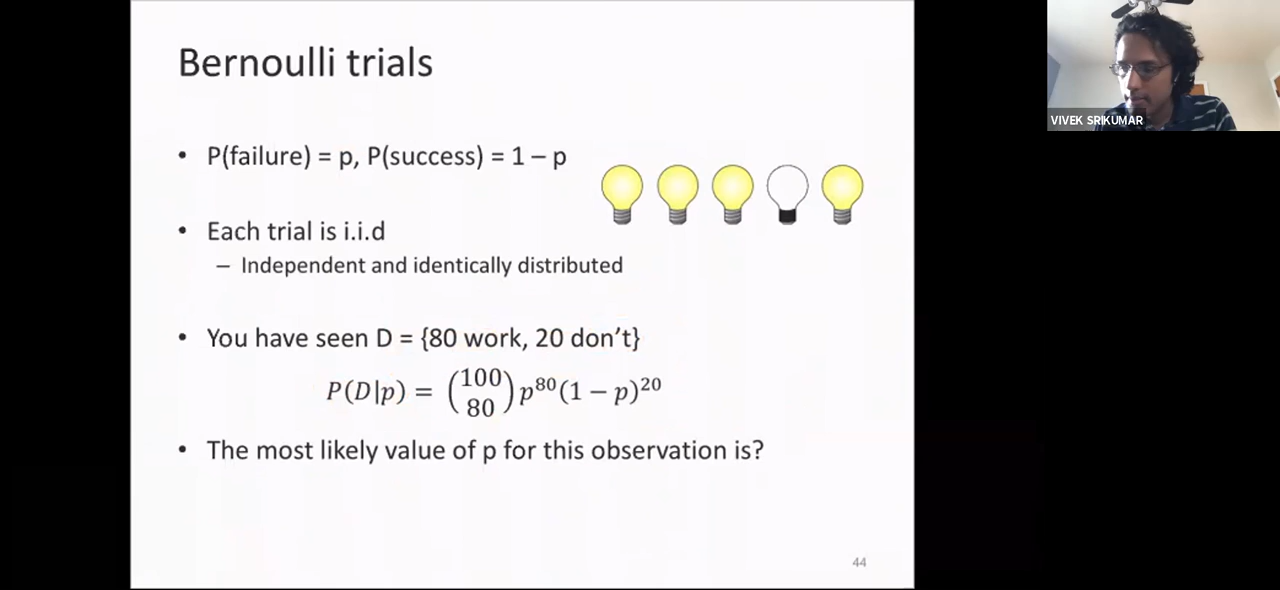 Bernoulli trials
• P(failure) = p, P(success) = 1 – p
• Each trial is i.i.d
– Independent and identically distributed
• You have seen D = {80 work, 20 don't}
P(D|p) = (100 80) p^80 (1 − p)^20
• The most likely value of p for this observation is?
44
VIVEK SRIKUMAR